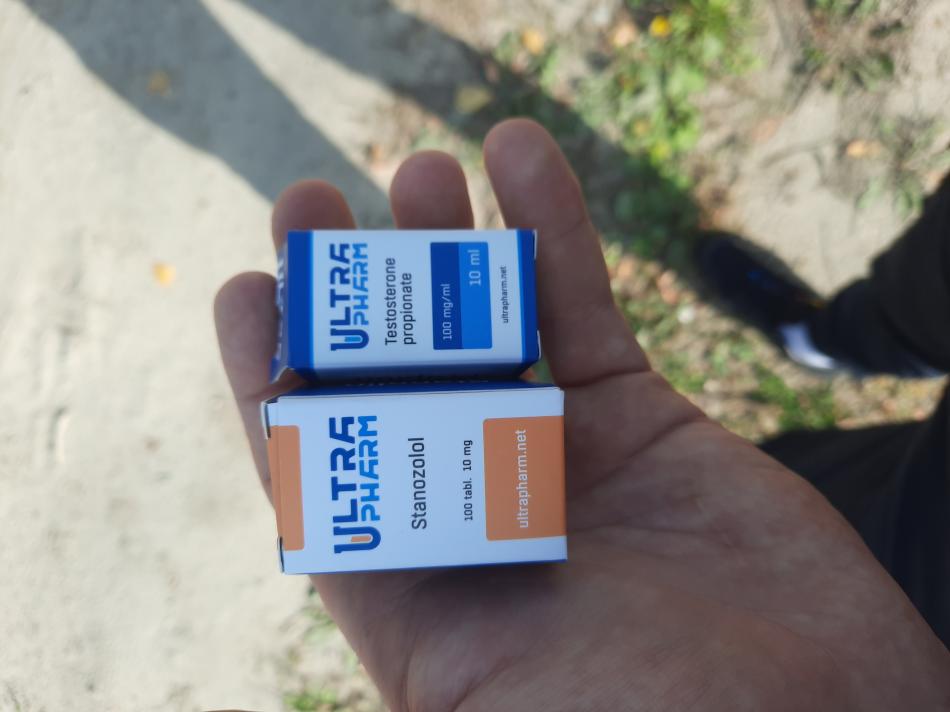 ULTRA
PHARM
Testosterone
propionate
100 mg/ml
10 ml
ultrapharm.net
ULTRA
PHARM
Stanozolol
100 tabl. 10 mg
ultrapharm.net